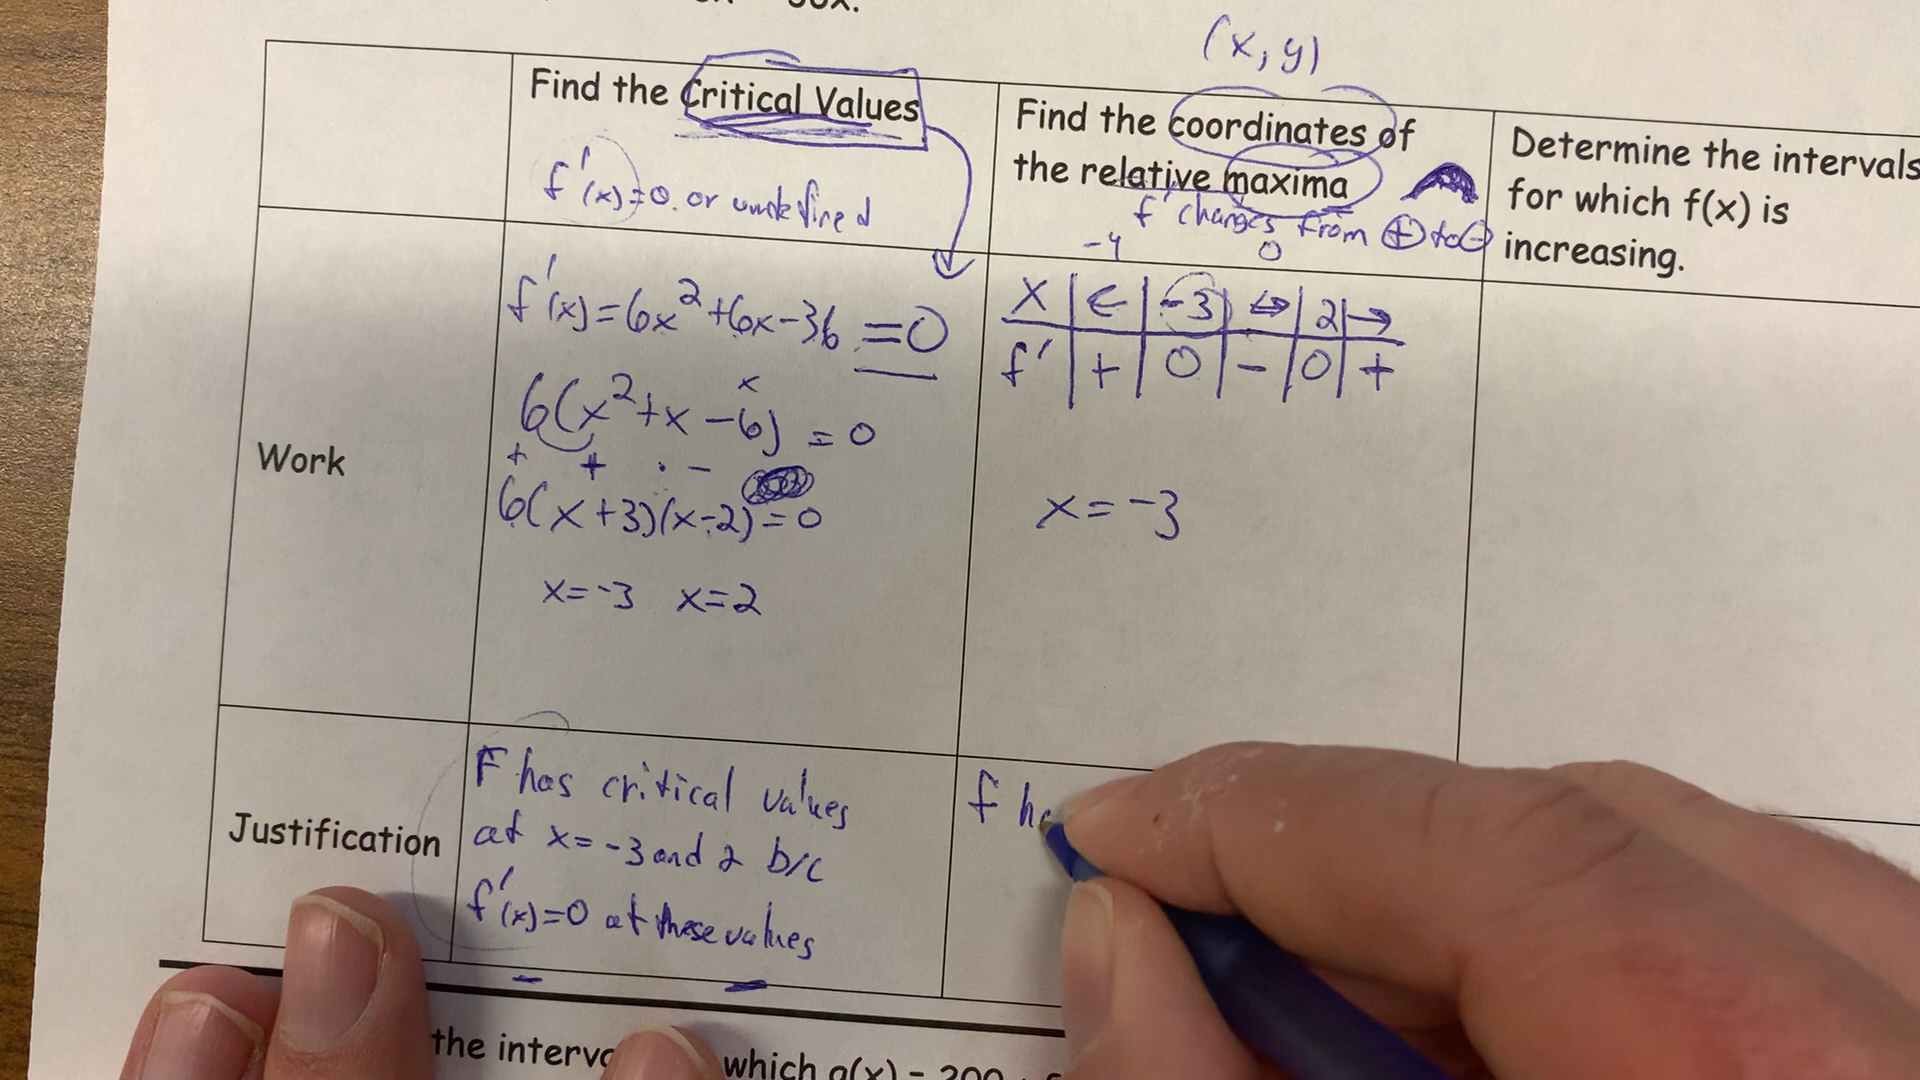 (x, y)
Find the Critical Values
f'(x)=0 or undefined
Find the coordinates of
the relative maxima
f' changes from + to -
-4 0
Determine the intervals
for which f(x) is
increasing.
Work
f'(x)=6x²+6x-36 =0
6(x²+x-6) = 0
+ + . -
6(x+3)(x-2)=0
x=-3 x=2
X | ← | -3 | ↔ | 2 | →
f' | + | 0 | - | 0 | +
x=-3
Justification
F has critical values
at x=-3 and 2 b/c
f'(x)=0 at these values
f ha
the interva
which g(x) = 200